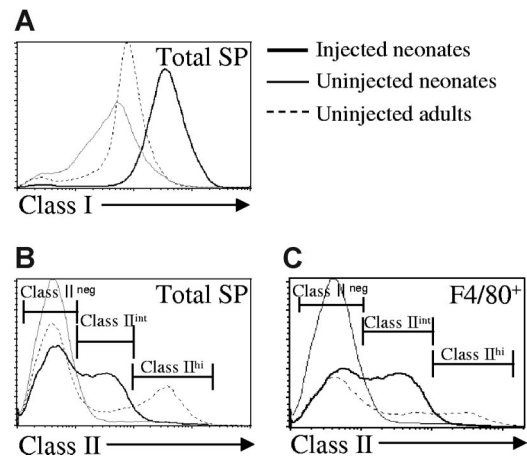 A
Total SP
Class I
Injected neonates
Uninjected neonates
Uninjected adults
B
Class II neg
Total SP
Class II int
Class II hi
Class II
C
Class II neg
F4/80+
Class II int
Class II hi
Class II